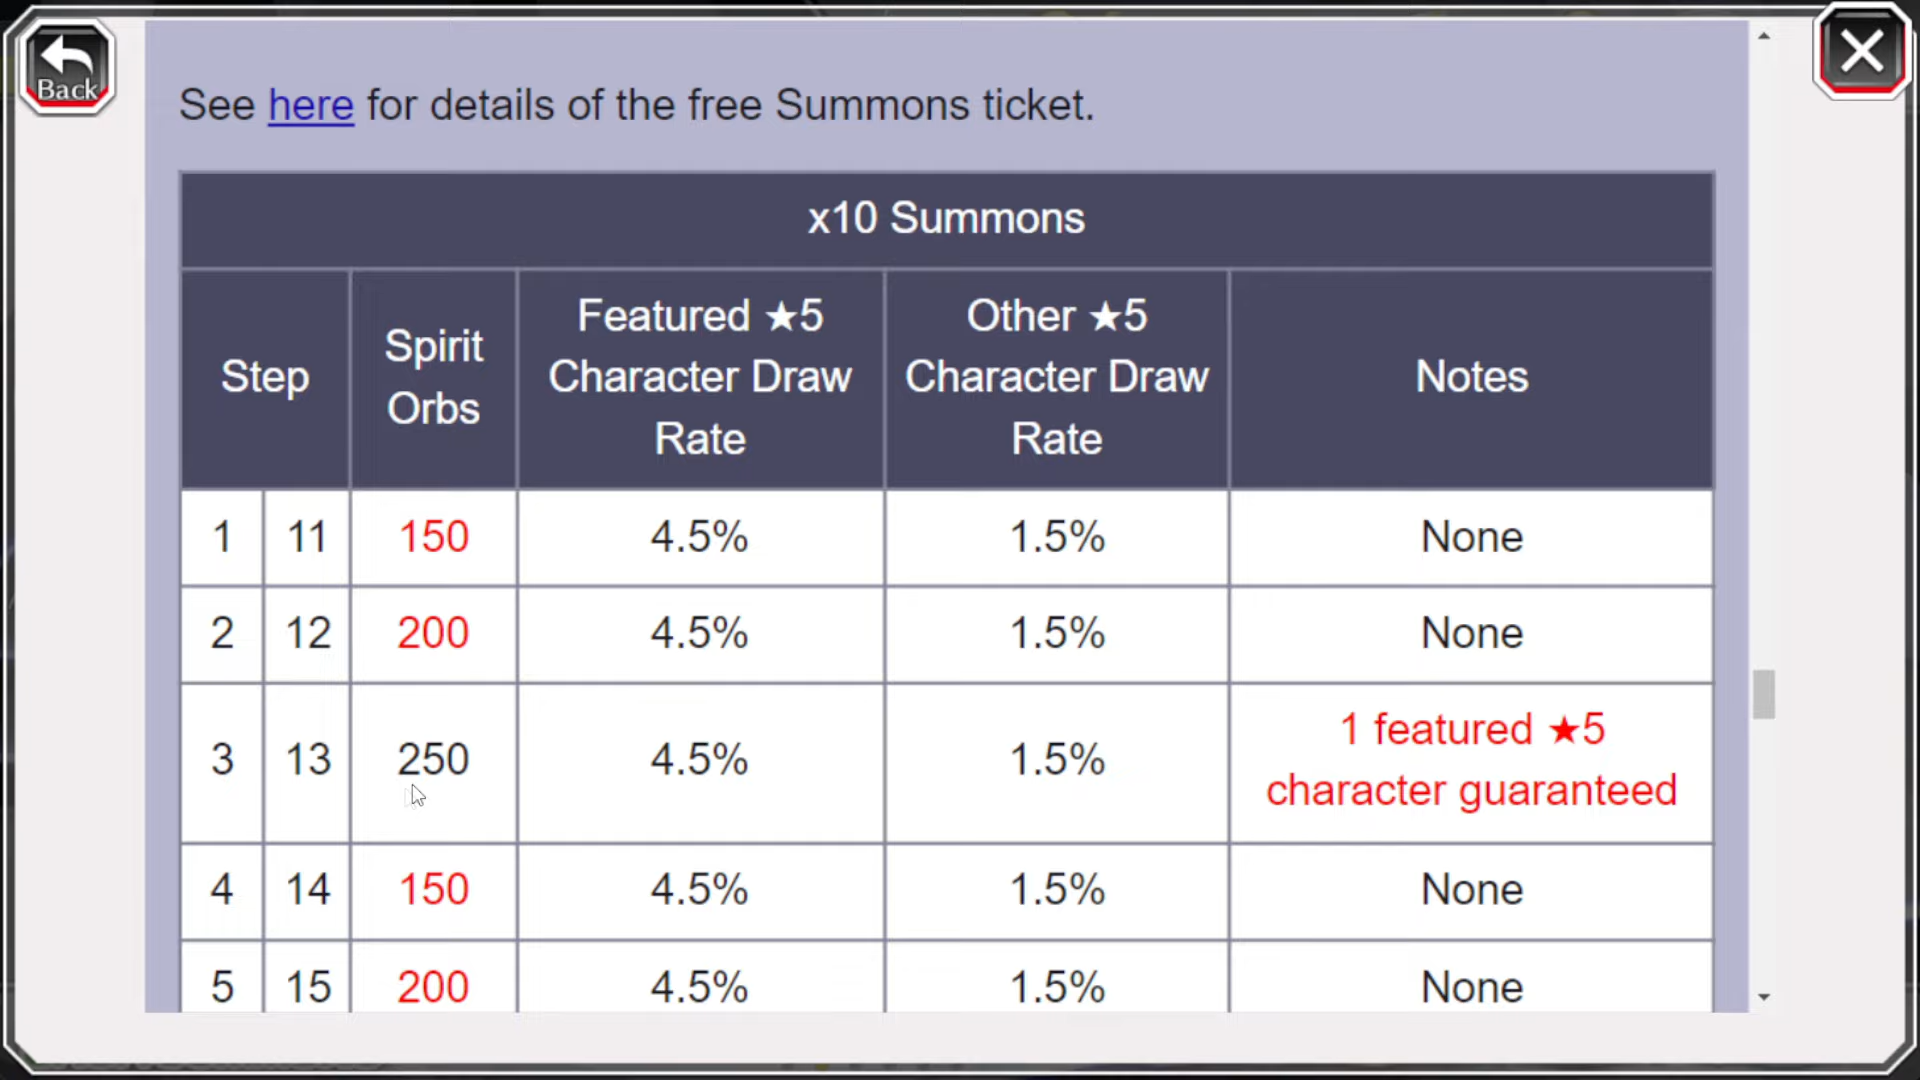 Back
See here for details of the free Summons ticket.
x10 Summons
Step
Spirit
Orbs
Featured ★5
Character Draw
Rate
Other ★5
Character Draw
Rate
Notes
1 11 150 4.5% 1.5% None
2 12 200 4.5% 1.5% None
3 13 250 4.5% 1.5% 1 featured ★5
character guaranteed
4 14 150 4.5% 1.5% None
5 15 200 4.5% 1.5% None